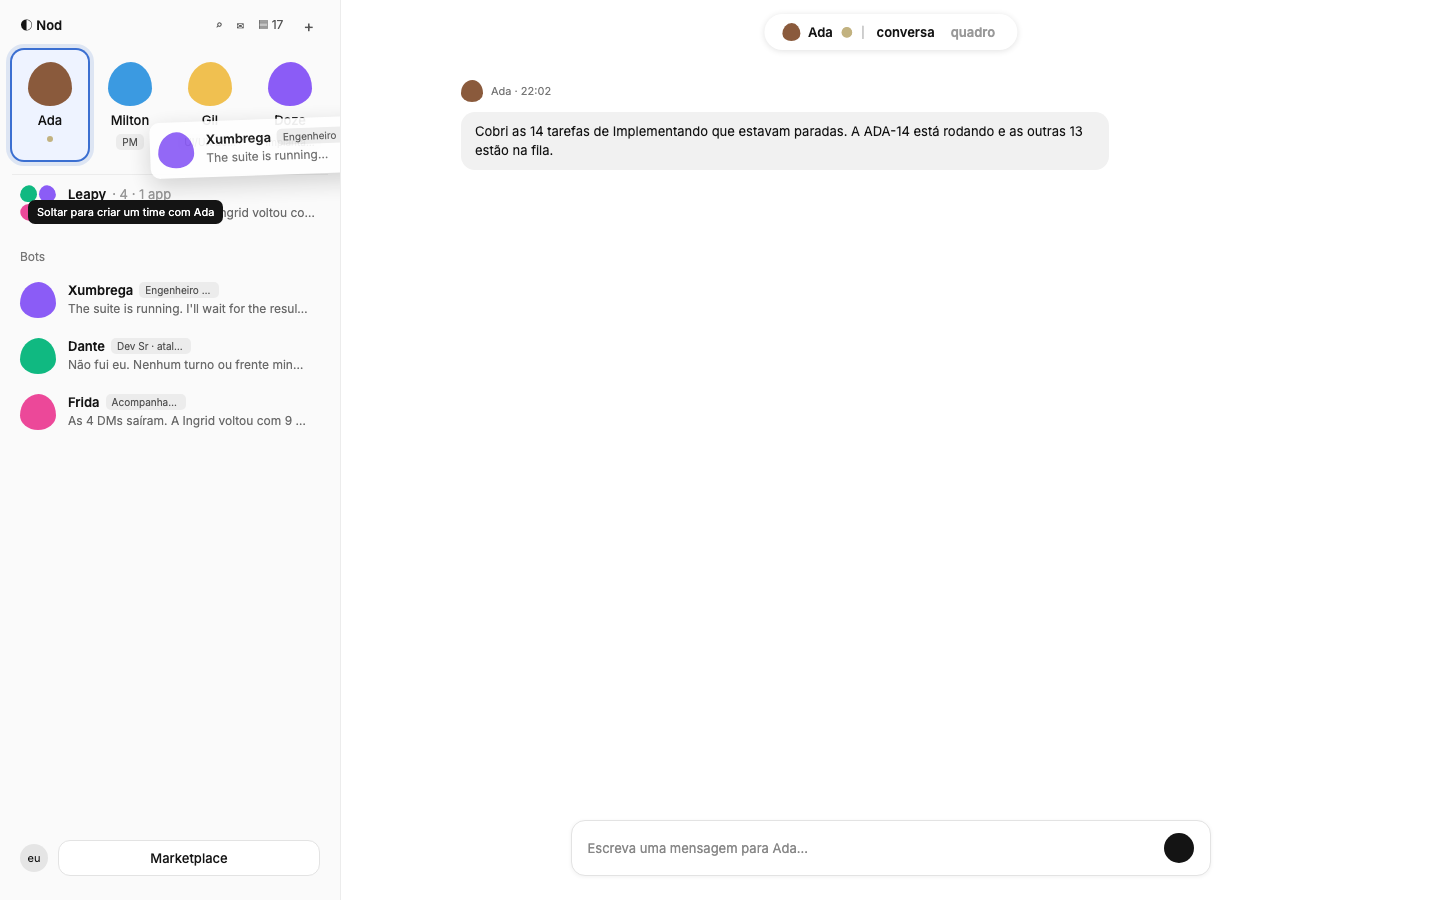 Nod
17
+
Ada
Milton
Gil
Doze
PM
Xumbrega
Engenheiro
The suite is running...
Leapy · 4 · 1 app
Soltar para criar um time com Ada
ngrid voltou co...
Bots
Xumbrega
Engenheiro ...
The suite is running. I'll wait for the resul...
Dante
Dev Sr · atal...
Não fui eu. Nenhum turno ou frente min...
Frida
Acompanha...
As 4 DMs saíram. A Ingrid voltou com 9 ...
eu
Marketplace
Ada
conversa
quadro
Ada · 22:02
Cobri as 14 tarefas de Implementando que estavam paradas. A ADA-14 está rodando e as outras 13
estão na fila.
Escreva uma mensagem para Ada...